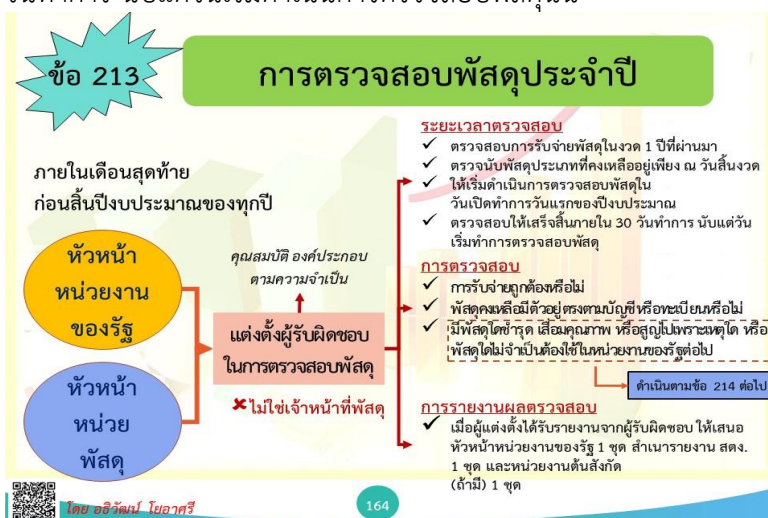 ข้อ 213
การตรวจสอบพัสดุประจำปี
ภายในเดือนสุดท้าย
ก่อนสิ้นปีงบประมาณของทุกปี
หัวหน้า
หน่วยงาน
ของรัฐ
หัวหน้า
หน่วย
พัสดุ
คุณสมบัติ องค์ประกอบ
ตามความจำเป็น
แต่งตั้งผู้รับผิดชอบ
ในการตรวจสอบพัสดุ
✖ไม่ใช่เจ้าหน้าที่พัสดุ
ระยะเวลาตรวจสอบ
✓ ตรวจสอบการรับจ่ายพัสดุในงวด 1 ปีที่ผ่านมา
✓ ตรวจนับพัสดุประเภทที่คงเหลืออยู่เพียง ณ วันสิ้นงวด
✓ ให้เริ่มดำเนินการตรวจสอบพัสดุใน
วันเปิดทำการวันแรกของปีงบประมาณ
✓ ตรวจสอบให้เสร็จสิ้นภายใน 30 วันทำการ นับแต่วัน
เริ่มทำการตรวจสอบพัสดุ
การตรวจสอบ
✓ การรับจ่ายถูกต้องหรือไม่
✓ พัสดุคงเหลือมีตัวอยู่ตรงตามบัญชีหรือทะเบียนหรือไม่
✓ มีพัสดุใดชำรุด เสื่อมคุณภาพ หรือสูญไปเพราะเหตุใด หรือ
พัสดุใดไม่จำเป็นต้องใช้ในหน่วยงานของรัฐต่อไป
ดำเนินตามข้อ 214 ต่อไป
การรายงานผลตรวจสอบ
✓ เมื่อผู้แต่งตั้งได้รับรายงานจากผู้รับผิดชอบ ให้เสนอ
หัวหน้าหน่วยงานของรัฐ 1 ชุด สำเนารายงาน สตง.
1 ชุด และหน่วยงานต้นสังกัด
(ถ้ามี) 1 ชุด
โดย อธิวัฒน์ โยอาศรี
164